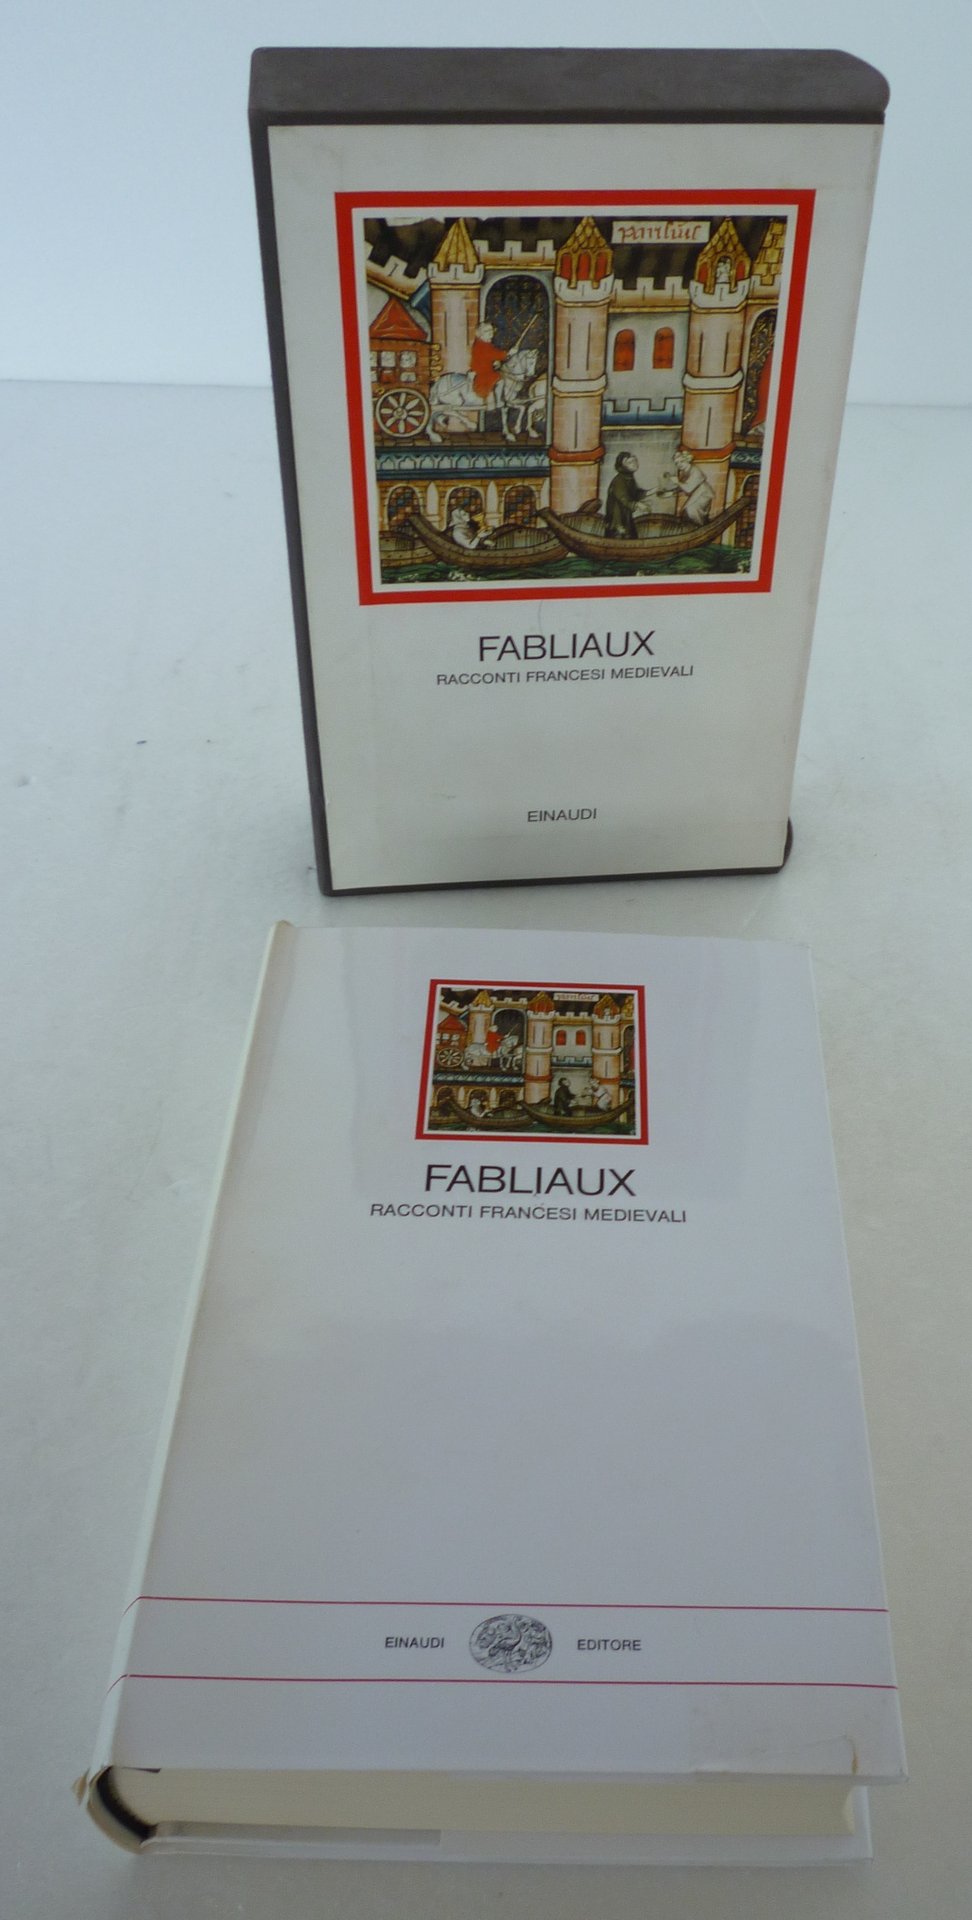 FABLIAUX
RACCONTI FRANCESI MEDIEVALI
EINAUDI
FABLIAUX
RACCONTI FRANCESI MEDIEVALI
EINAUDI EDITORE